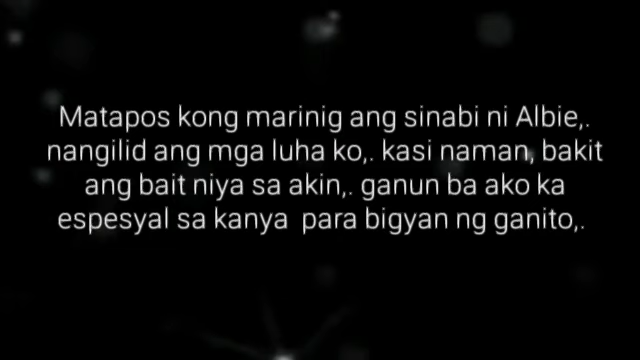 Matapos kong marinig ang sinabi ni Albie,.
nangilid ang mga luha ko,. kasi naman, bakit
ang bait niya sa akin,. ganun ba ako ka
espesyal sa kanya  para bigyan ng ganito,.